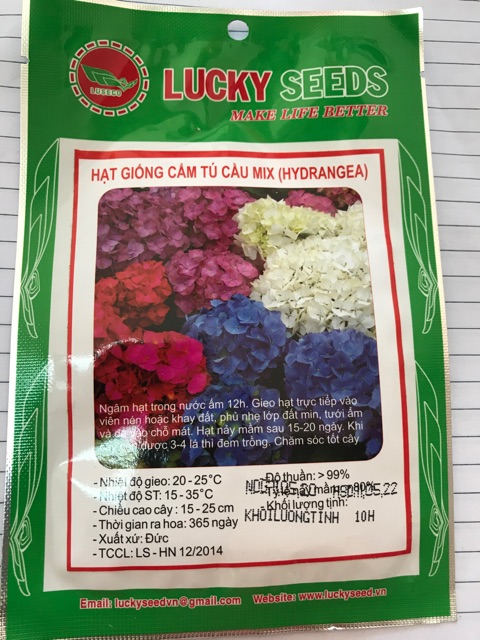 LUSECO
LUCKY SEEDS
MAKE LIFE BETTER
HẠT GIỐNG CẨM TÚ CẦU MIX (HYDRANGEA)
Ngâm hạt trong nước ấm 12h. Gieo hạt trực tiếp vào
viên nén hoặc khay đất, phủ nhẹ lớp đất mịn, tưới ẩm
và để vào chỗ mát. Hạt nảy mầm sau 15-20 ngày. Khi
được 3-4 lá thì đem trồng. Chăm sóc tốt cây
- Nhiệt độ gieo: 20 - 25°C
- Nhiệt độ ST: 15 - 35°C
- Chiều cao cây : 15 - 25 cm
- Thời gian ra hoa: 365 ngày
- Xuất xứ: Đức
- TCCL: LS - HN 12/2014
Độ thuần: > 99%
Khối lượng tịnh:
KHOILUONGTINH 10H
Email: luckyseedvn@gmail.com Website: www.luckyseed.vn